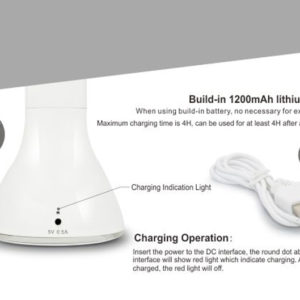 Build-in 1200mAh lithiu
When using build-in battery, no necessary for ex
Maximum charging time is 4H, can be used for at least 4H after a
Charging Indication Light
5V 0.5A
Charging Operation：
Insert the power to the DC interface, the round dot ab
interface will show red light which indicate charging. A
charged, the red light will off.